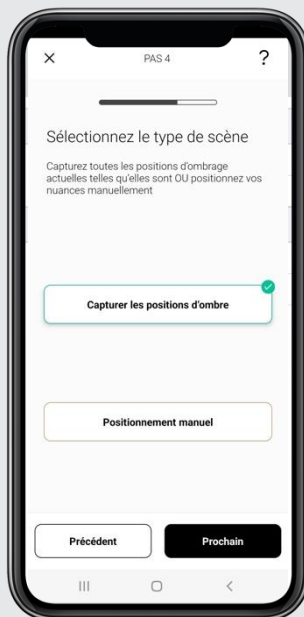 PAS 4
?
Sélectionnez le type de scène
Capturez toutes les positions d'ombrage
actuelles telles qu'elles sont OU positionnez vos
nuances manuellement
Capturer les positions d'ombre
Positionnement manuel
Précédent
Prochain